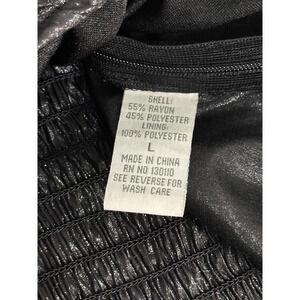 SHELL:
55% RAYON
45% POLYESTER
LINING:
100% POLYESTER
L
MADE IN CHINA
RN NO 130110
SEE REVERSE FOR
WASH CARE